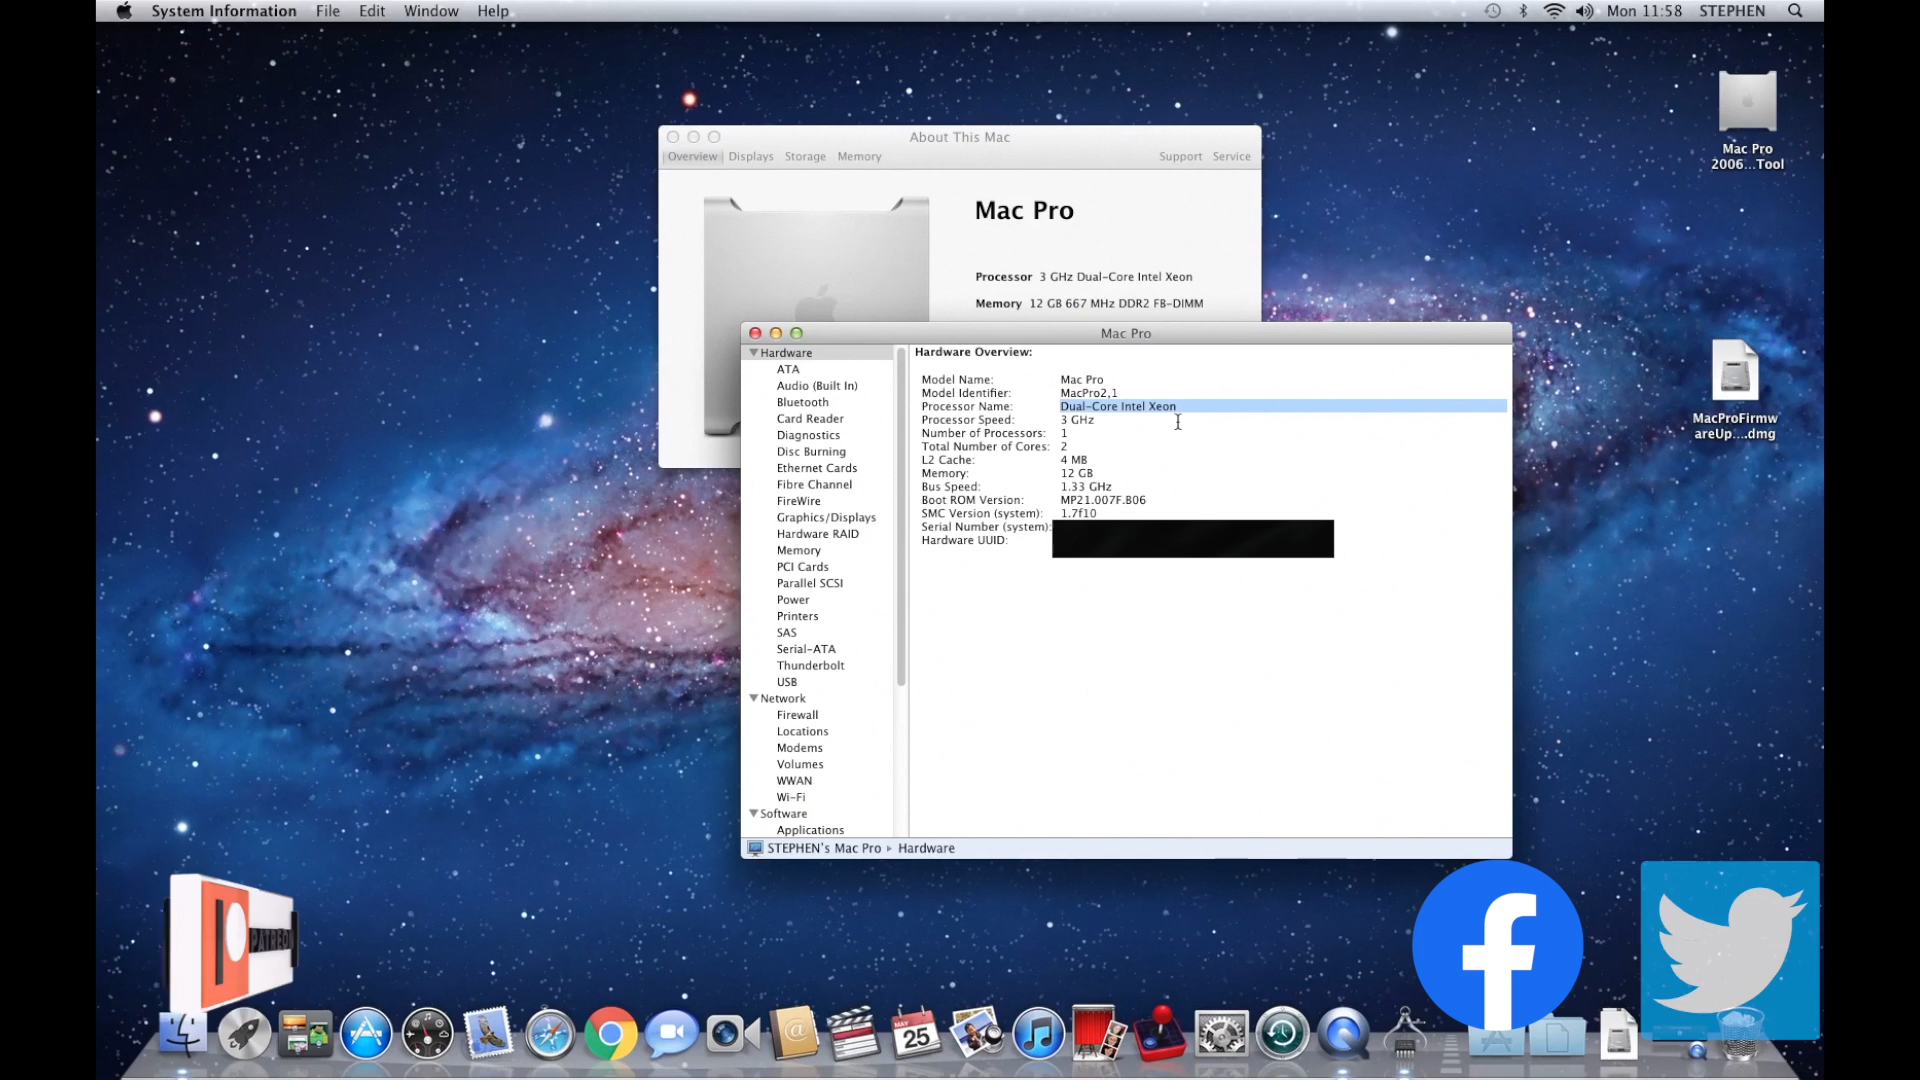 System Information File Edit Window Help Mon 11:58 STEPHEN
Mac Pro
2006...Tool
MacProFirmw
areUp....dmg
About This Mac
Overview Displays Storage Memory Support Service
Mac Pro
Processor 3 GHz Dual-Core Intel Xeon
Memory 12 GB 667 MHz DDR2 FB-DIMM
Mac Pro
Hardware
ATA
Audio (Built In)
Bluetooth
Card Reader
Diagnostics
Disc Burning
Ethernet Cards
Fibre Channel
FireWire
Graphics/Displays
Hardware RAID
Memory
PCI Cards
Parallel SCSI
Power
Printers
SAS
Serial-ATA
Thunderbolt
USB
Network
Firewall
Locations
Modems
Volumes
WWAN
Wi-Fi
Software
Applications
Hardware Overview:
Model Name: Mac Pro
Model Identifier: MacPro2,1
Processor Name: Dual-Core Intel Xeon
Processor Speed: 3 GHz
Number of Processors: 1
Total Number of Cores: 2
L2 Cache: 4 MB
Memory: 12 GB
Bus Speed: 1.33 GHz
Boot ROM Version: MP21.007F.B06
SMC Version (system): 1.7f10
Serial Number (system):
Hardware UUID:
STEPHEN's Mac Pro ▸ Hardware
PATREON
MAY
25